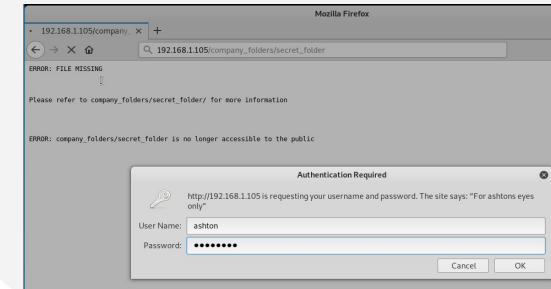 Mozilla Firefox
192.168.1.105/company_
192.168.1.105/company_folders/secret_folder
ERROR: FILE MISSING
Please refer to company_folders/secret_folder/ for more information
ERROR: company_folders/secret_folder is no longer accessible to the public
Authentication Required
http://192.168.1.105 is requesting your username and password. The site says: "For ashtons eyes
only"
User Name: ashton
Password: ●●●●●●●●
Cancel OK